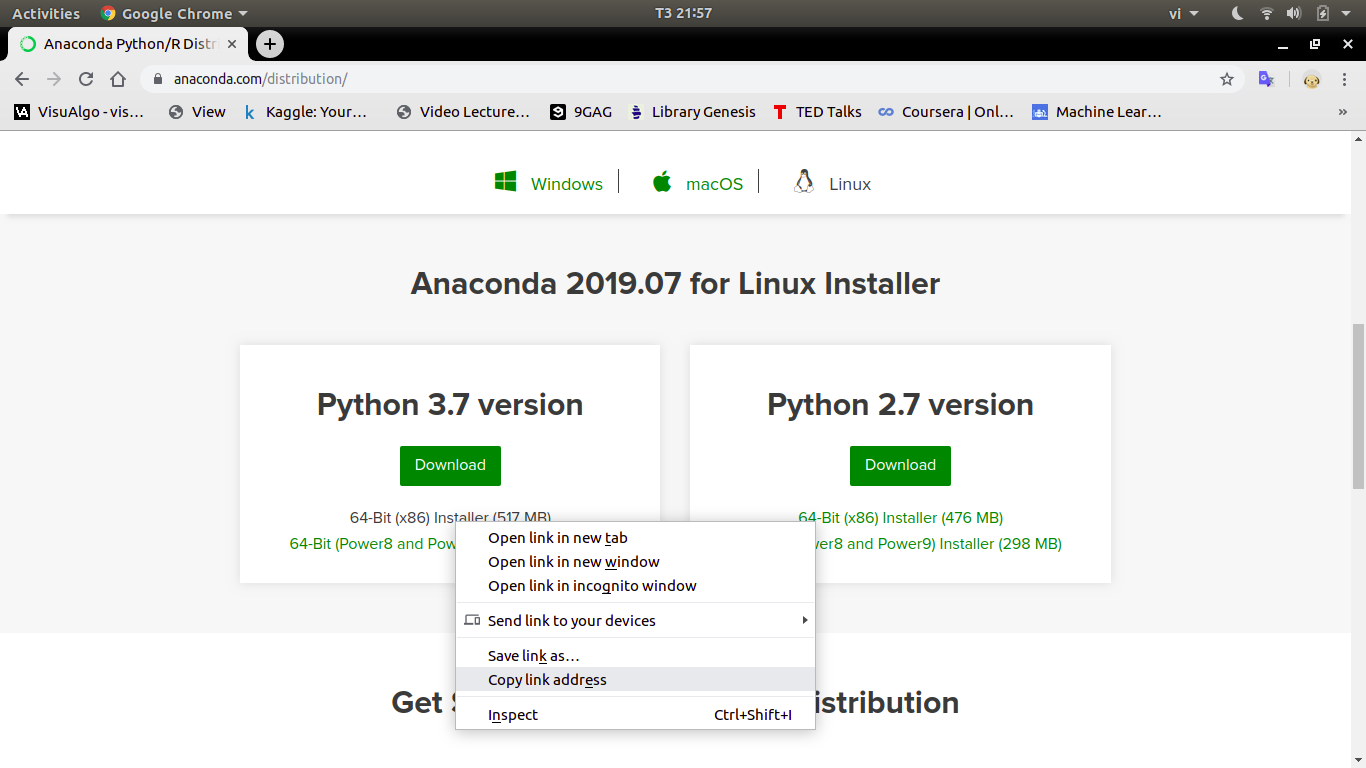 Activities Google Chrome T3 21:57 vi
Anaconda Python/R Distr
anaconda.com/distribution/
VisuAlgo - vis… View Kaggle: Your… Video Lecture… 9GAG Library Genesis TED Talks Coursera | Onl… Machine Lear… »
Windows macOS Linux
Anaconda 2019.07 for Linux Installer
Python 3.7 version Python 2.7 version
Download Download
64-Bit (x86) Installer (517 MB) 64-Bit (x86) Installer (476 MB)
64-Bit (Power8 and Pow er8 and Power9) Installer (298 MB)
Open link in new tab
Open link in new window
Open link in incognito window
Send link to your devices
Save link as…
Copy link address
Get istribution
Inspect Ctrl+Shift+I